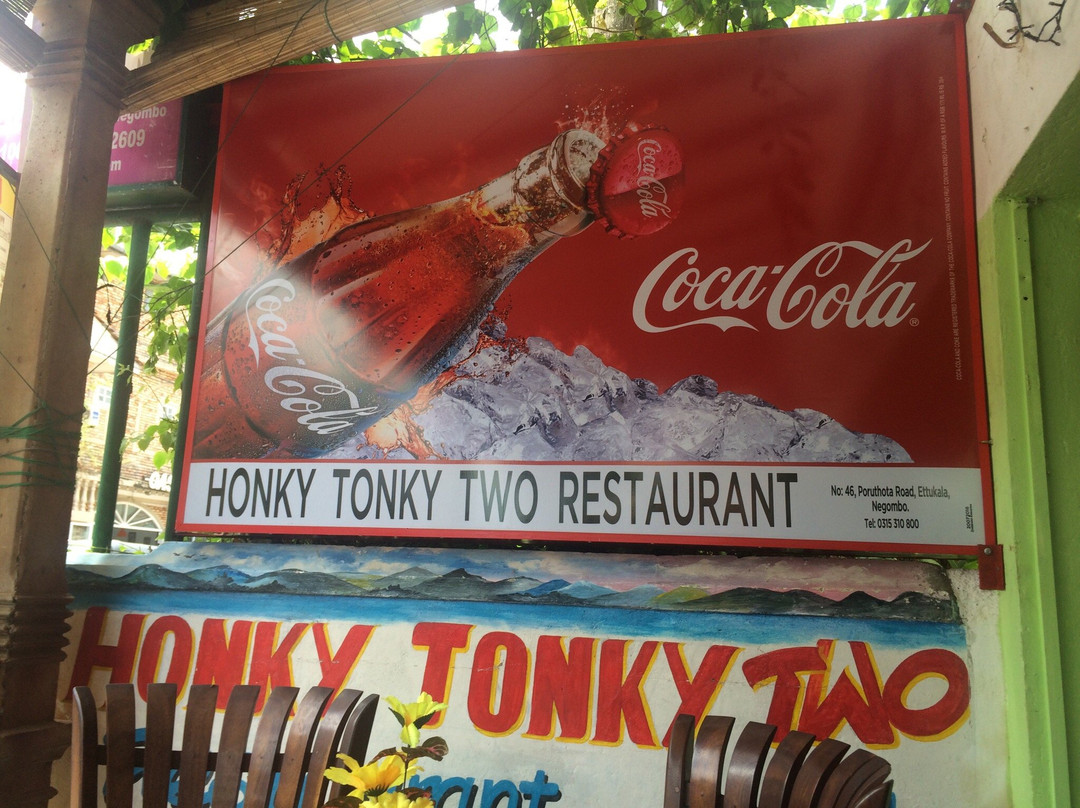 negombo
2609
m
Coca-Cola
Coca-Cola
Coca-Cola
HONKY TONKY TWO RESTAURANT
No: 46, Poruthota Road, Ettukala,
Negombo.
Tel: 0315 310 800
HONKY TONKY TWO